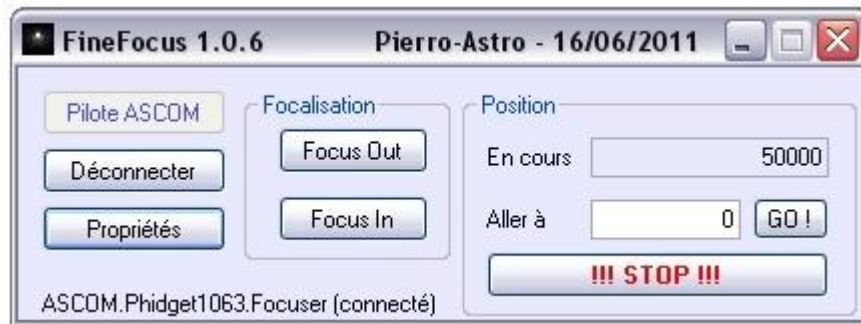 FineFocus 1.0.6 Pierro-Astro - 16/06/2011
Pilote ASCOM
Déconnecter
Propriétés
Focalisation
Focus Out
Focus In
Position
En cours 50000
Aller à 0 GO !
!!! STOP !!!
ASCOM.Phidget1063.Focuser (connecté)